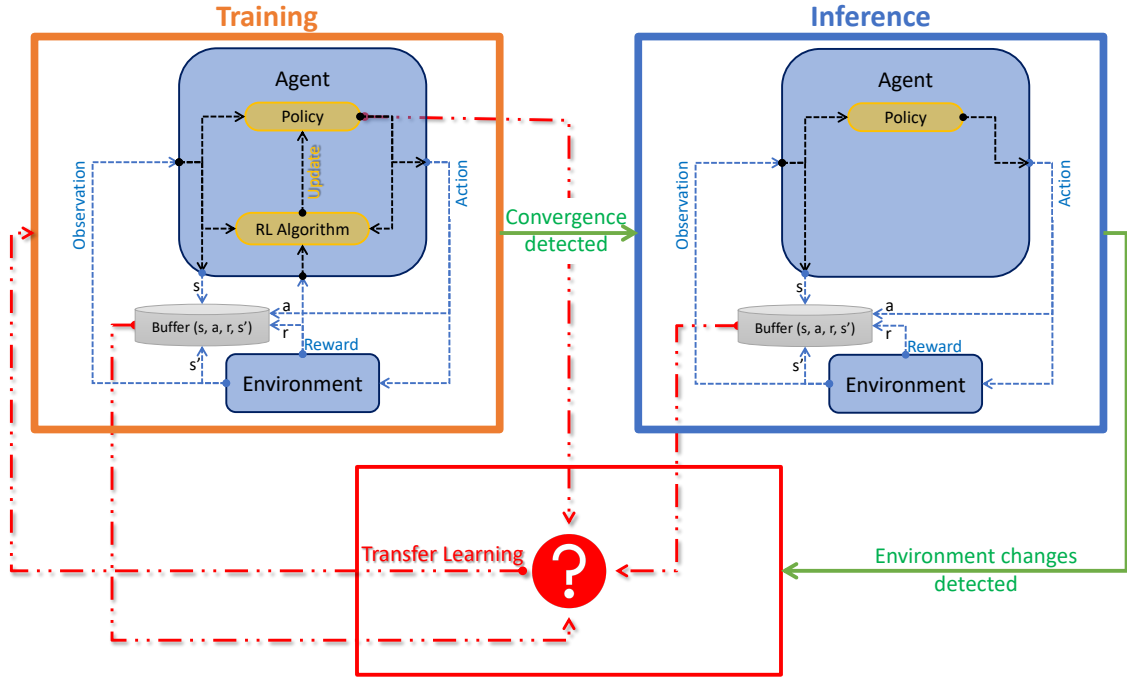 Training
Agent
Policy
Update
RL Algorithm
Observation
Action
s
a
Buffer (s, a, r, s’)
r
Reward
s’
Environment
Convergence
detected
Inference
Agent
Policy
Observation
Action
s
a
Buffer (s, a, r, s’)
r
Reward
s’
Environment
Transfer Learning
?
Environment changes
detected